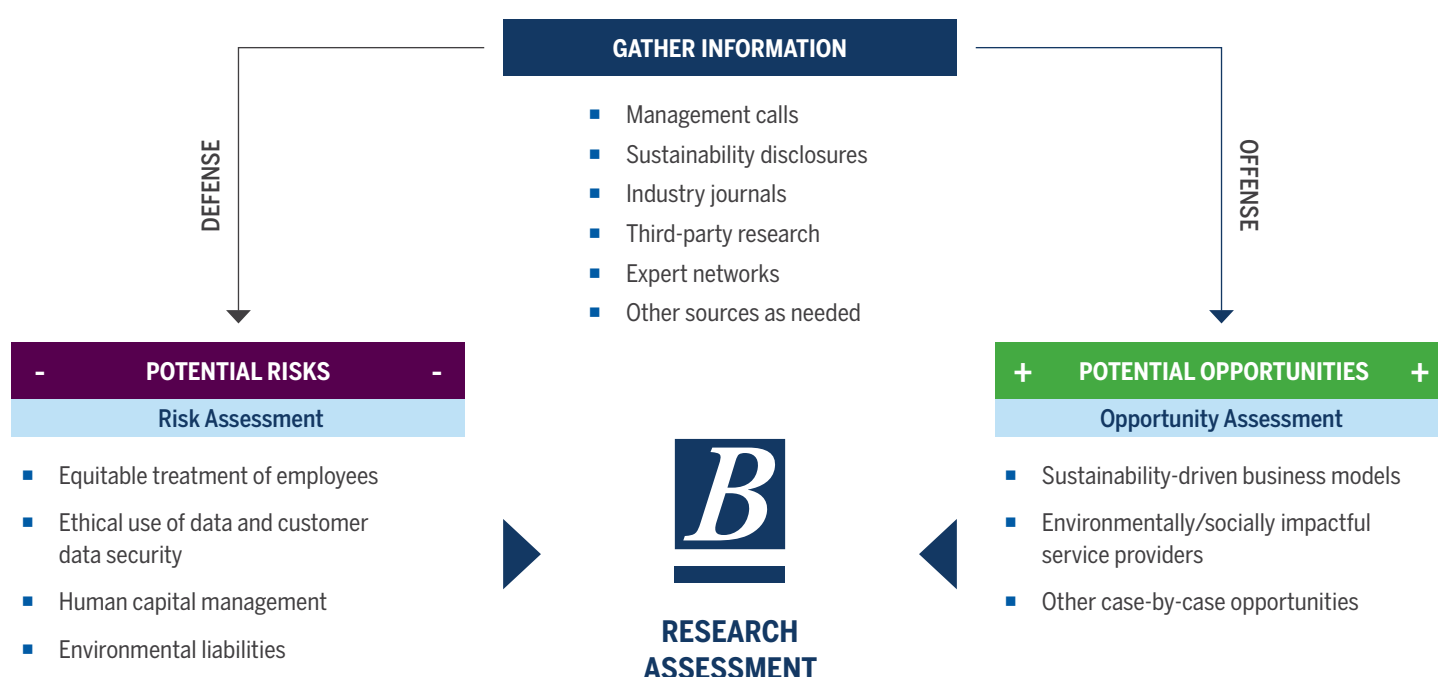 GATHER INFORMATION
■ Management calls
■ Sustainability disclosures
■ Industry journals
■ Third-party research
■ Expert networks
■ Other sources as needed
DEFENSE
OFFENSE
- POTENTIAL RISKS -
Risk Assessment
■ Equitable treatment of employees
■ Ethical use of data and customer
data security
■ Human capital management
■ Environmental liabilities
B
RESEARCH
ASSESSMENT
+ POTENTIAL OPPORTUNITIES +
Opportunity Assessment
■ Sustainability-driven business models
■ Environmentally/socially impactful
service providers
■ Other case-by-case opportunities